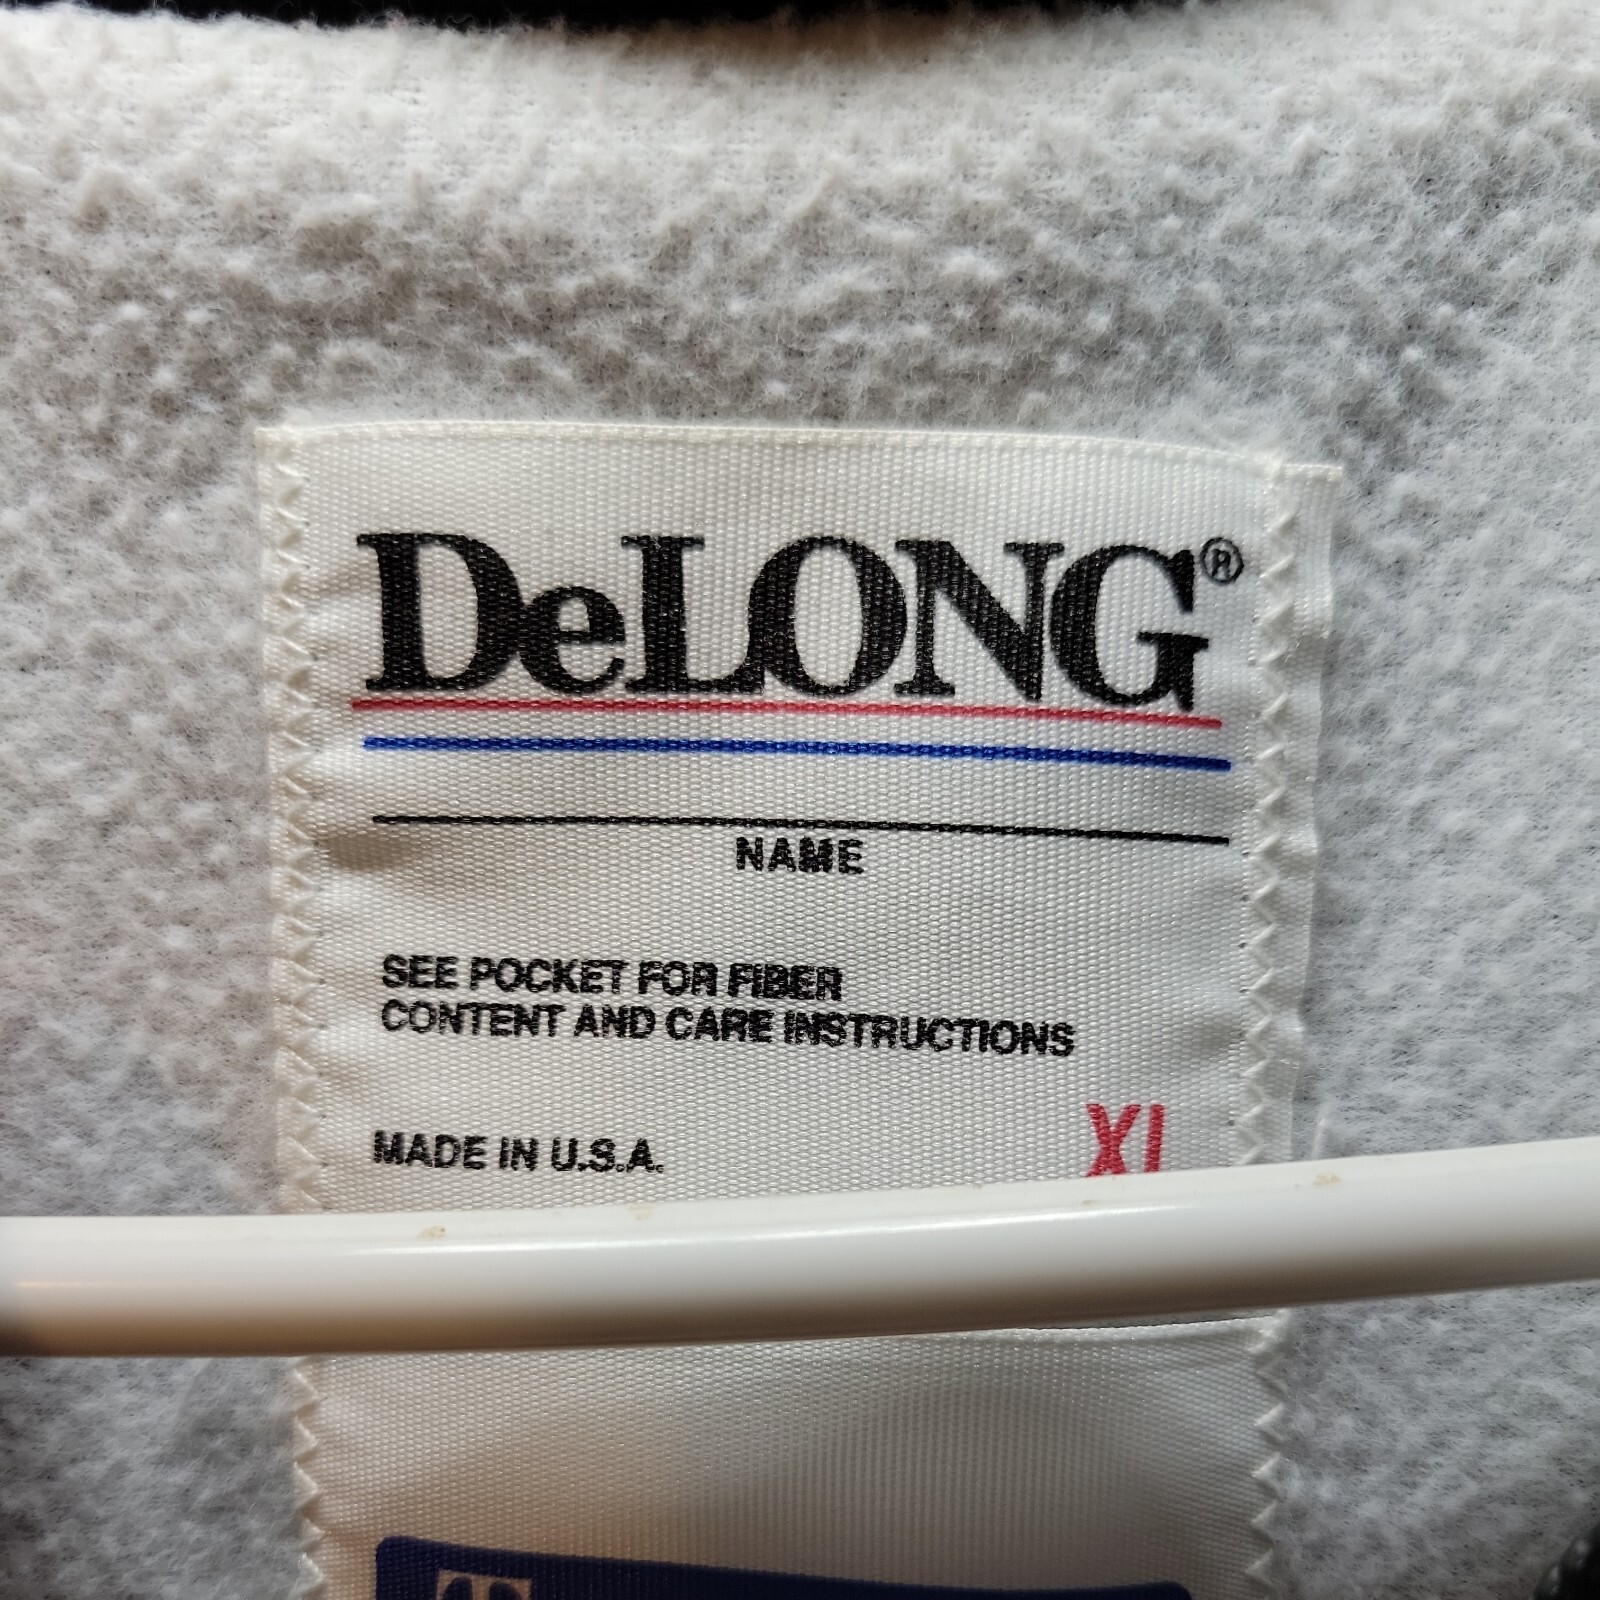 DeLONG®
NAME
SEE POCKET FOR FIBER
CONTENT AND CARE INSTRUCTIONS
MADE IN U.S.A.
XL